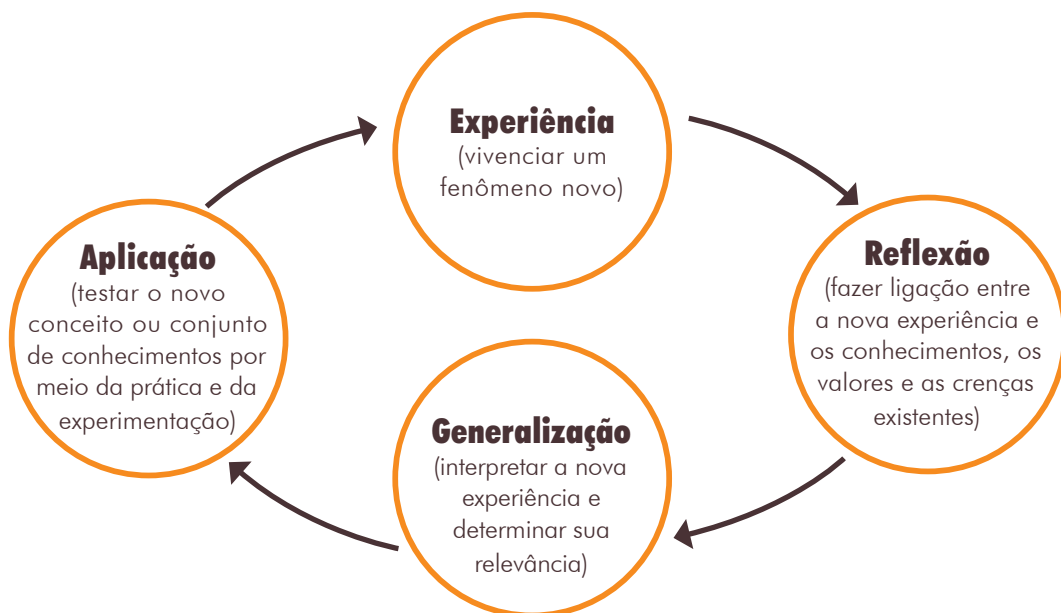 Experiência
(vivenciar um
fenômeno novo)
Reflexão
(fazer ligação entre
a nova experiência e
os conhecimentos, os
valores e as crenças
existentes)
Generalização
(interpretar a nova
experiência e
determinar sua
relevância)
Aplicação
(testar o novo
conceito ou conjunto
de conhecimentos por
meio da prática e da
experimentação)